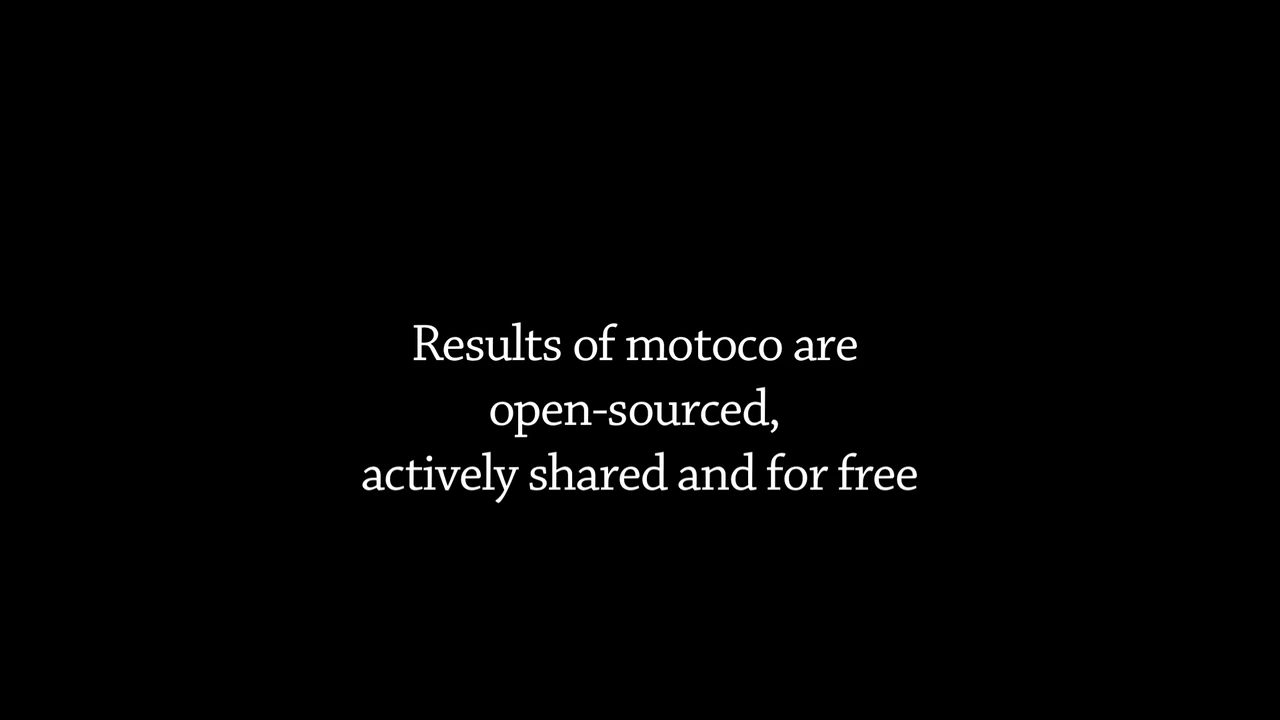 Results of motoco are
open-sourced,
actively shared and for free